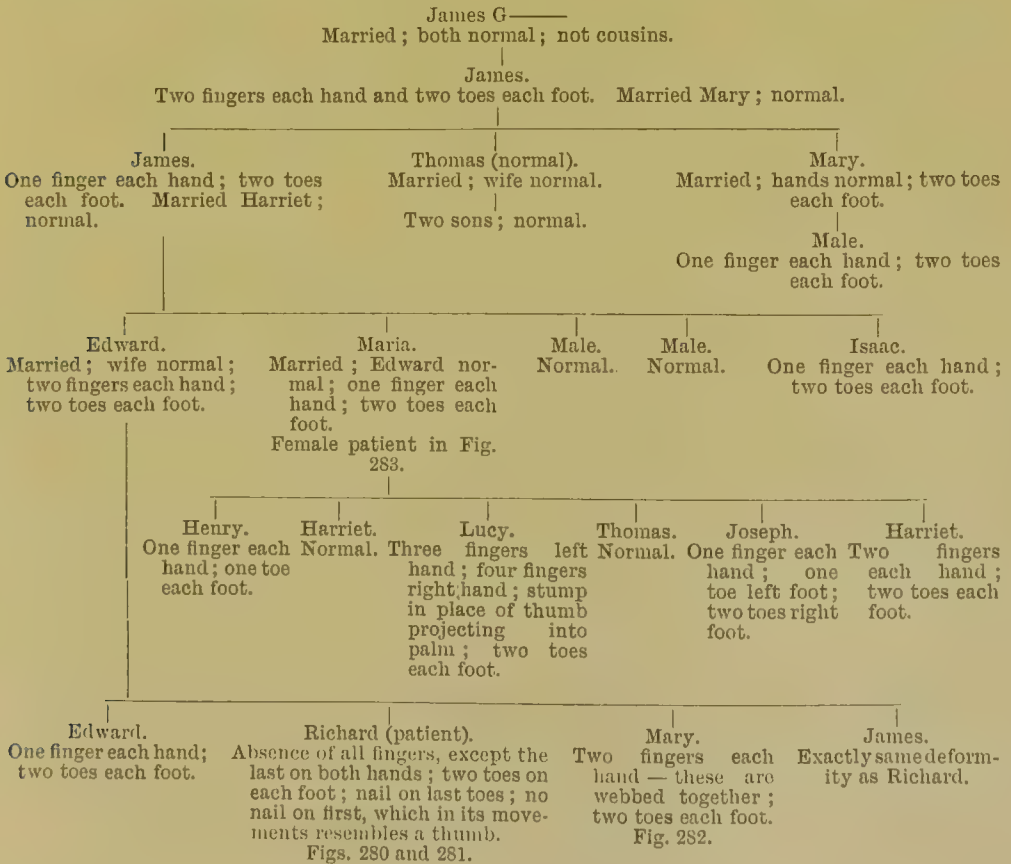 James G——
Married; both normal; not cousins.
James.
Two fingers each hand and two toes each foot. Married Mary; normal.
James.
One finger each hand; two toes
each foot. Married Harriet;
normal.
Thomas (normal).
Married; wife normal.
Two sons; normal.
Mary.
Married; hands normal; two toes
each foot.
Male.
One finger each hand; two toes
each foot.
Edward.
Married; wife normal;
two fingers each hand;
two toes each foot.
Maria.
Married; Edward nor-
mal; one finger each
hand; two toes each
foot.
Female patient in Fig.
283.
Male.
Normal.
Male.
Normal.
Isaac.
One finger each hand;
two toes each foot.
Henry.
One finger each
hand; one toe
each foot.
Harriet.
Normal.
Lucy.
Three fingers left
hand; four fingers
right hand; stump
in place of thumb
projecting into
palm; two toes
each foot.
Thomas.
Normal.
Joseph.
One finger each
hand; one
toe left foot;
two toes right
foot.
Harriet.
Two fingers
each hand;
two toes each
foot.
Edward.
One finger each hand;
two toes each foot.
Richard (patient).
Absence of all fingers, except the
last on both hands; two toes on
each foot; nail on last toes; no
nail on first, which in its move-
ments resembles a thumb.
Figs. 280 and 281.
Mary.
Two fingers each
hand — these are
webbed together;
two toes each foot.
Fig. 282.
James.
Exactly same deform-
ity as Richard.